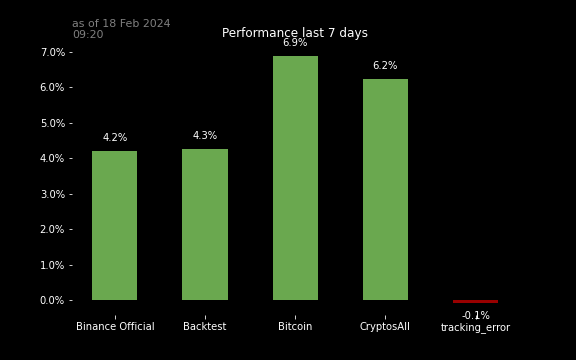 as of 18 Feb 2024
09:20
Performance last 7 days
7.0%
6.0%
5.0%
4.0%
3.0%
2.0%
1.0%
0.0%
4.2%
4.3%
6.9%
6.2%
-0.1%
Binance Official
Backtest
Bitcoin
CryptosAll
tracking_error